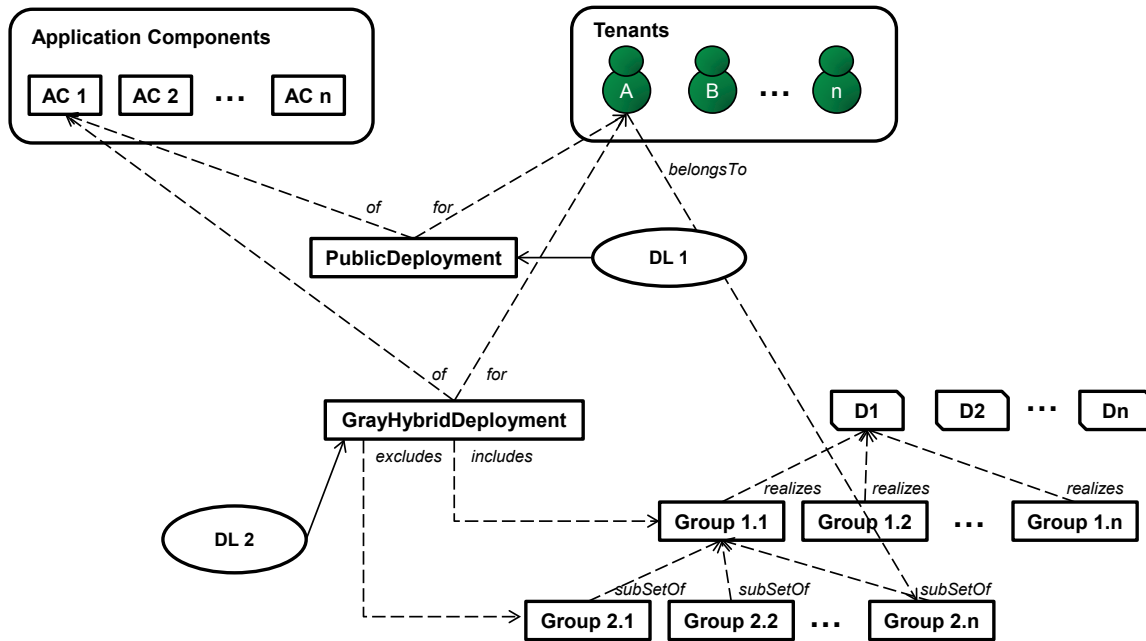 Application Components
AC 1
AC 2
...
AC n
Tenants
A
B
...
n
belongsTo
of
for
PublicDeployment
DL 1
of
for
GrayHybridDeployment
D1
D2
...
Dn
excludes
includes
realizes
realizes
realizes
DL 2
Group 1.1
Group 1.2
...
Group 1.n
subSetOf
subSetOf
subSetOf
Group 2.1
Group 2.2
...
Group 2.n